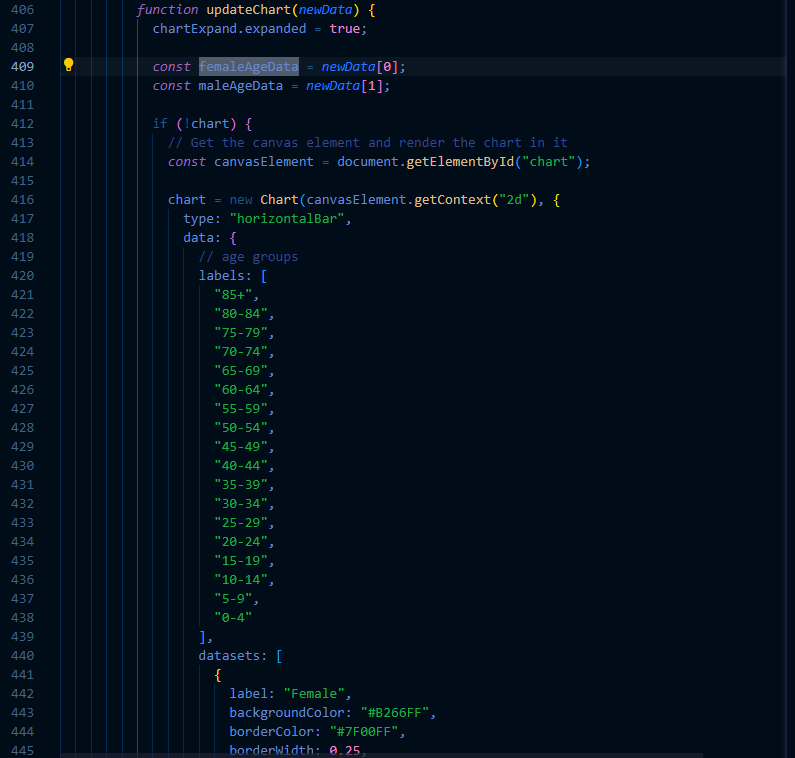 406 function updateChart(newData) {
407 chartExpand.expanded = true;
408
409 const femaleAgeData = newData[0];
410 const maleAgeData = newData[1];
411
412 if (!chart) {
413 // Get the canvas element and render the chart in it
414 const canvasElement = document.getElementById("chart");
415
416 chart = new Chart(canvasElement.getContext("2d"), {
417 type: "horizontalBar",
418 data: {
419 // age groups
420 labels: [
421 "85+",
422 "80-84",
423 "75-79",
424 "70-74",
425 "65-69",
426 "60-64",
427 "55-59",
428 "50-54",
429 "45-49",
430 "40-44",
431 "35-39",
432 "30-34",
433 "25-29",
434 "20-24",
435 "15-19",
436 "10-14",
437 "5-9",
438 "0-4"
439 ],
440 datasets: [
441 {
442 label: "Female",
443 backgroundColor: "#B266FF",
444 borderColor: "#7F00FF",
445 borderWidth: 0.25,